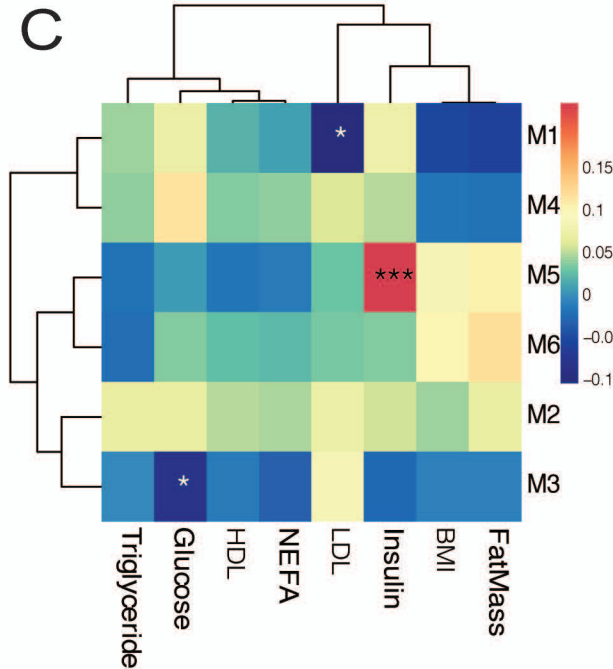 C
*
***
*
M1
M4
M5
M6
M2
M3
0.15
0.1
0.05
0
−0.0
−0.1
Triglyceride
Glucose
HDL
NEFA
LDL
Insulin
BMI
FatMass